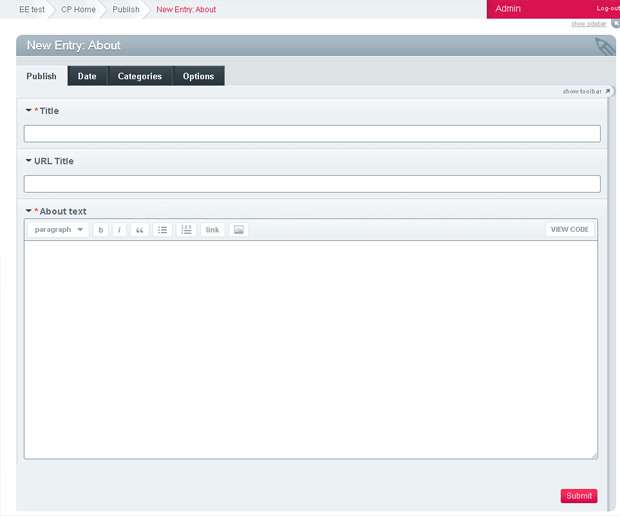 EE test CP Home Publish New Entry: About Admin Log-out
show sidebar
New Entry: About
Publish Date Categories Options
show toolbar
* Title
URL Title
* About text
paragraph b i “ 123 link VIEW CODE
Submit